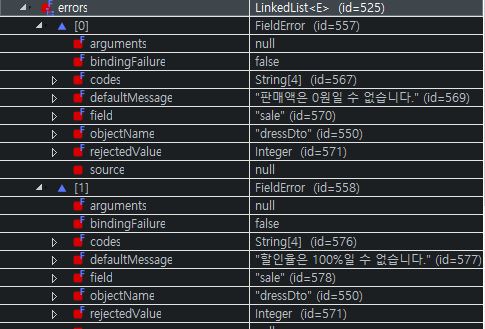 errors LinkedList<E> (id=525)
[0] FieldError (id=557)
arguments null
bindingFailure false
codes String[4] (id=567)
defaultMessage "판매액은 0원일 수 없습니다." (id=569)
field "sale" (id=570)
objectName "dressDto" (id=550)
rejectedValue Integer (id=571)
source null
[1] FieldError (id=558)
arguments null
bindingFailure false
codes String[4] (id=576)
defaultMessage "할인율은 100%일 수 없습니다." (id=577)
field "sale" (id=578)
objectName "dressDto" (id=550)
rejectedValue Integer (id=571)